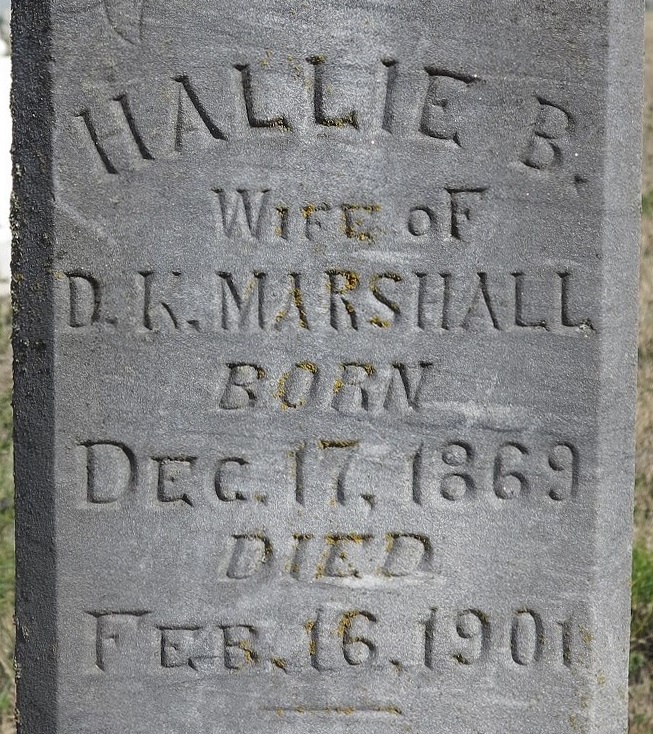 HALLIE B.
WIFE OF
D. K. MARSHALL
BORN
DEC. 17, 1869
DIED
FEB. 16, 1901